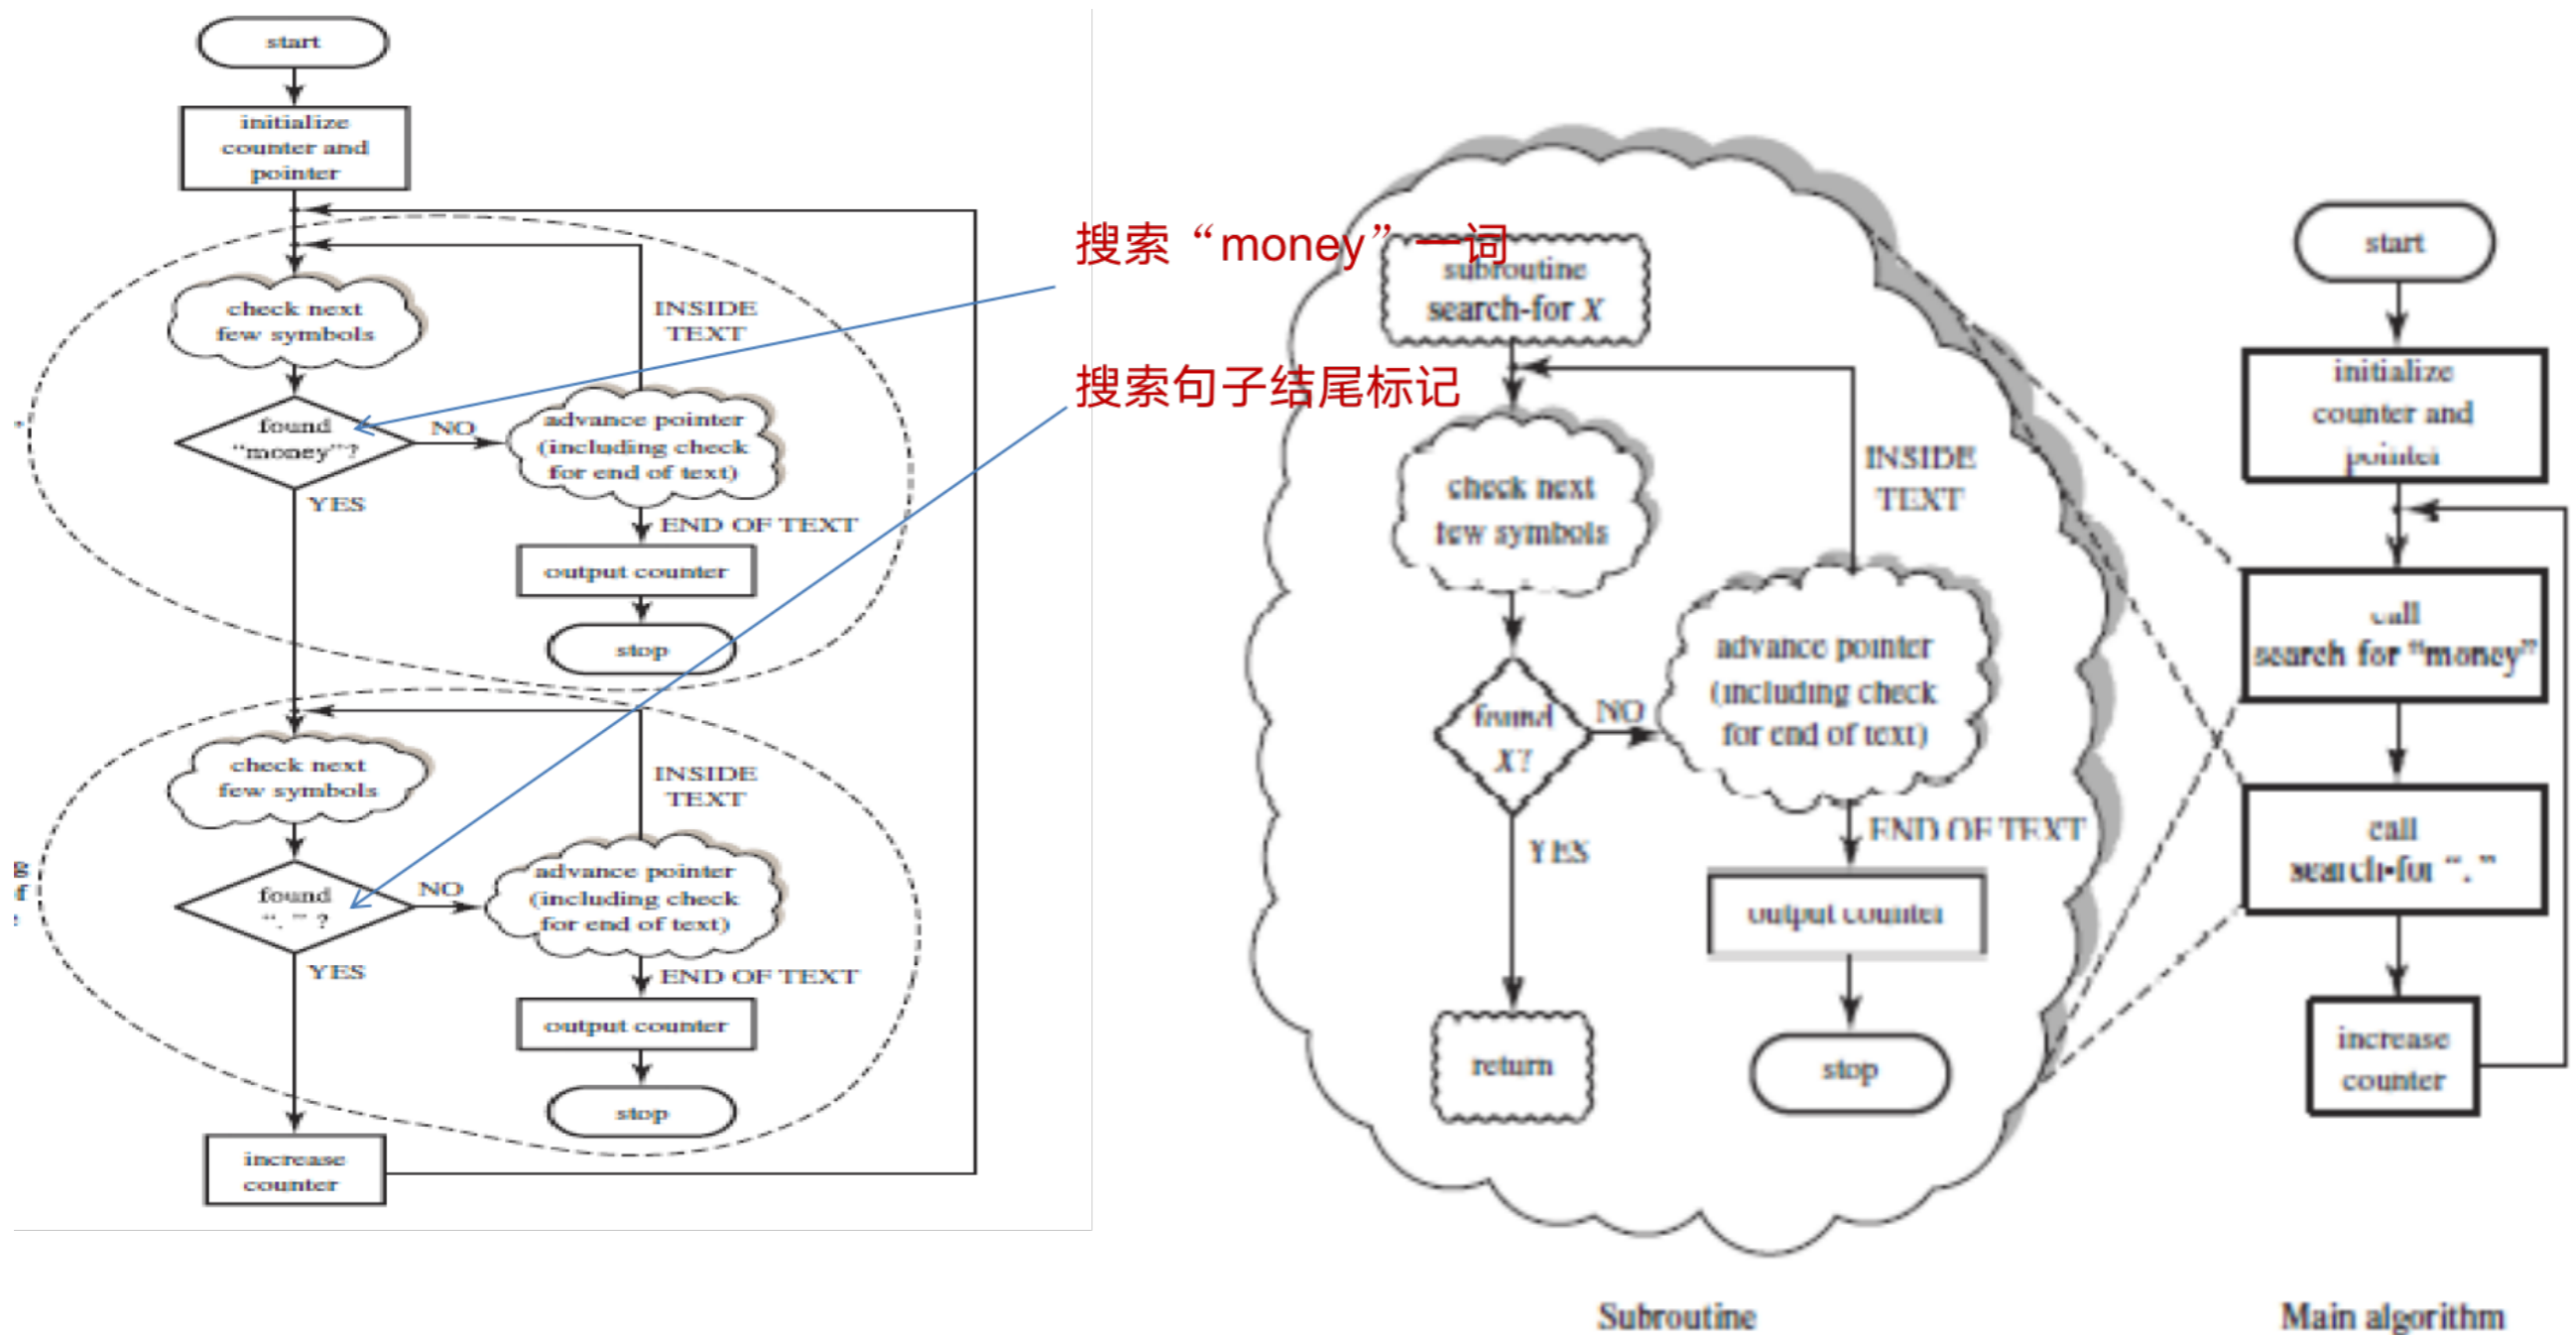 start
initialize
counter and
pointer
check next
few symbols
INSIDE
TEXT
found
“money”?
NO
advance pointer
(including check
for end of text)
YES
END OF TEXT
output counter
stop
check next
few symbols
INSIDE
TEXT
found
“.” ?
NO
advance pointer
(including check
for end of text)
YES
END OF TEXT
output counter
stop
increase
counter
搜索“money”一词
搜索句子结尾标记
subroutine
search-for X
check next
few symbols
INSIDE
TEXT
found
X?
NO
advance pointer
(including check
for end of text)
YES
END OF TEXT
output counter
return
stop
Subroutine
start
initialize
counter and
pointer
call
search for “money”
call
search-for “.”
increase
counter
Main algorithm